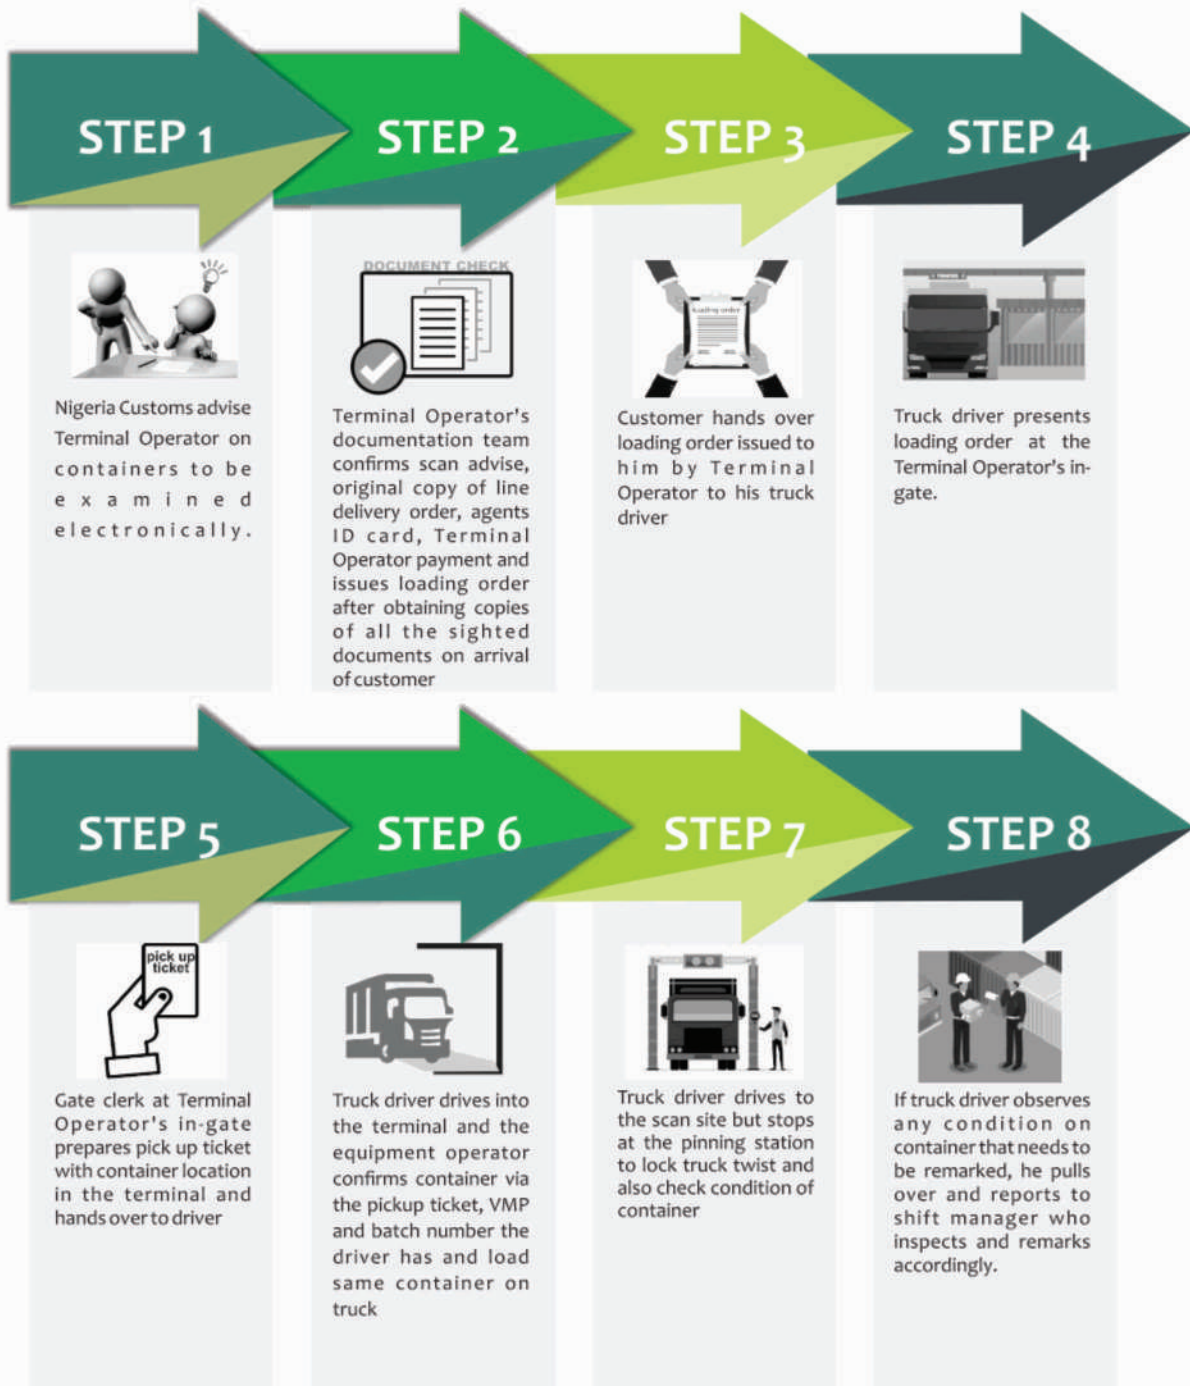 STEP 1
STEP 2
STEP 3
STEP 4
Nigeria Customs advise
Terminal Operator on
containers to be
examined
electronically.
DOCUMENT CHECK
Terminal Operator's
documentation team
confirms scan advise,
original copy of line
delivery order, agents
ID card, Terminal
Operator payment and
issues loading order
after obtaining copies
of all the sighted
documents on arrival
of customer
loading order
Customer hands over
loading order issued to
him by Terminal
Operator to his truck
driver
Truck driver presents
loading order at the
Terminal Operator's in-
gate.
STEP 5
STEP 6
STEP 7
STEP 8
pick up
ticket
Gate clerk at Terminal
Operator's in-gate
prepares pick up ticket
with container location
in the terminal and
hands over to driver
Truck driver drives into
the terminal and the
equipment operator
confirms container via
the pickup ticket, VMP
and batch number the
driver has and load
same container on
truck
Truck driver drives to
the scan site but stops
at the pinning station
to lock truck twist and
also check condition of
container
If truck driver observes
any condition on
container that needs to
be remarked, he pulls
over and reports to
shift manager who
inspects and remarks
accordingly.